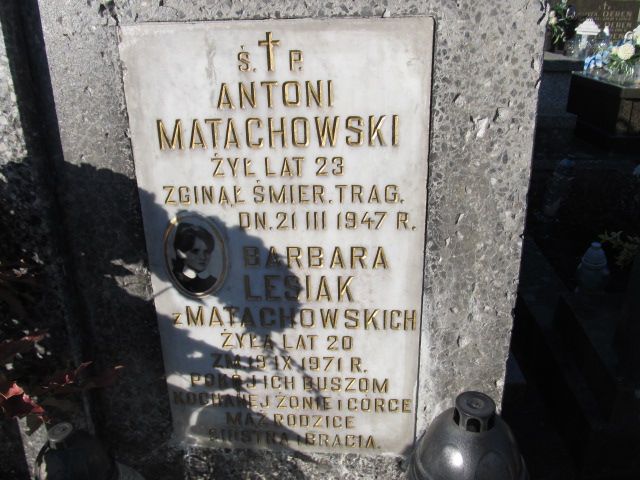 Ś. P.
ANTONI
MATACHOWSKI
ŻYŁ LAT 23
ZGINĄŁ ŚMIER. TRAG.
DN. 21 III 1947 R.
BARBARA
LESIAK
z MATACHOWSKICH
ŻYŁA LAT 20
ZM. 19 IX 1971 R.
POKÓJ ICH DUSZOM
KOCHANEJ ŻONIE i CÓRCE
MĄŻ RODZICE
SIOSTRA i BRACIA.